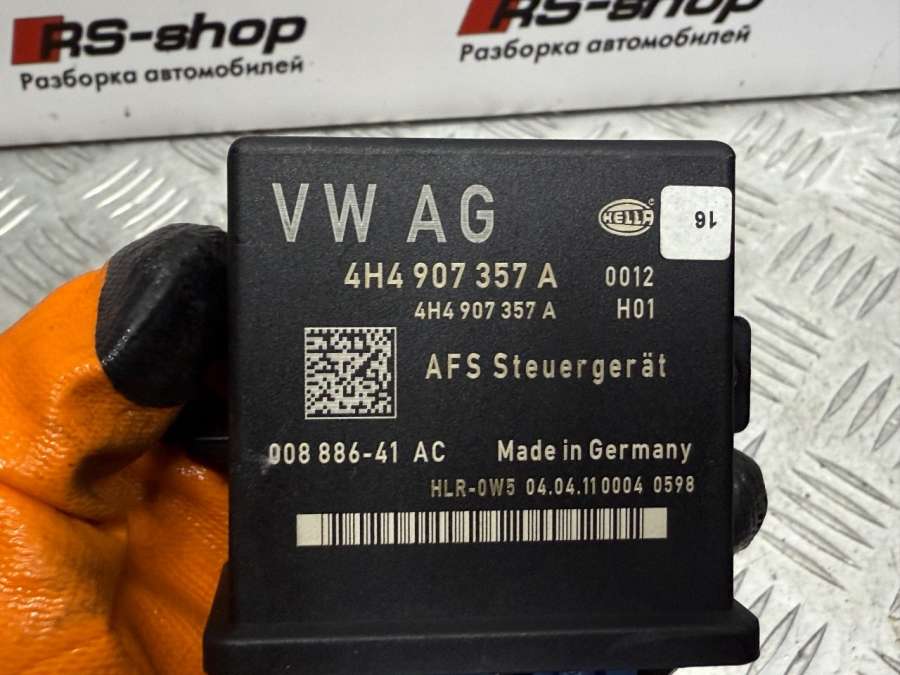 RS-shop
Разборка автомобилей
RS-shop
Разборка автомобилей
VW AG
HELLA
16
4H4 907 357 A 0012
4H4 907 357 A H01
AFS Steuergerät
008 886-41 AC Made in Germany
HLR-0W5 04.04.11 0004 0598